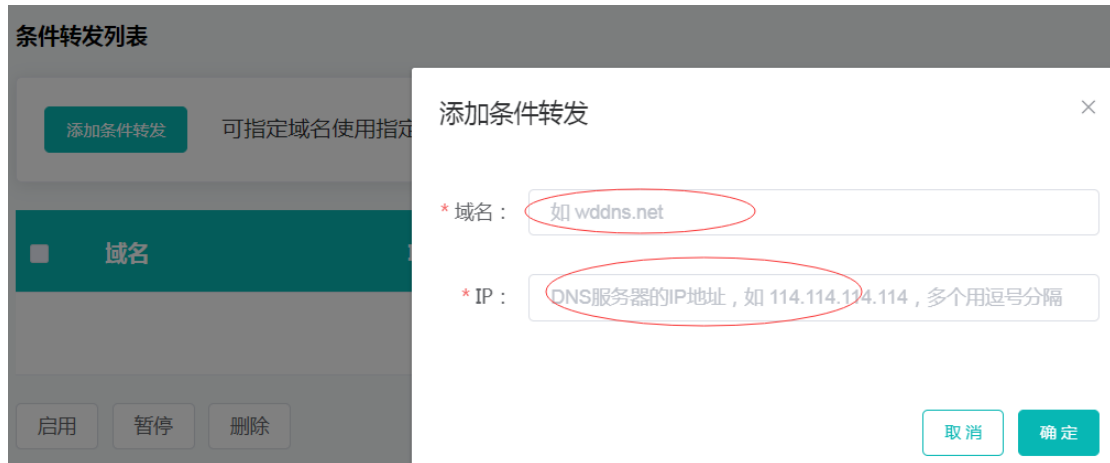 条件转发列表
添加条件转发
可指定域名使用指定
域名
启用
暂停
删除
添加条件转发
* 域名：
如 wddns.net
* IP：
DNS服务器的IP地址，如 114.114.114.114，多个用逗号分隔
取消
确定